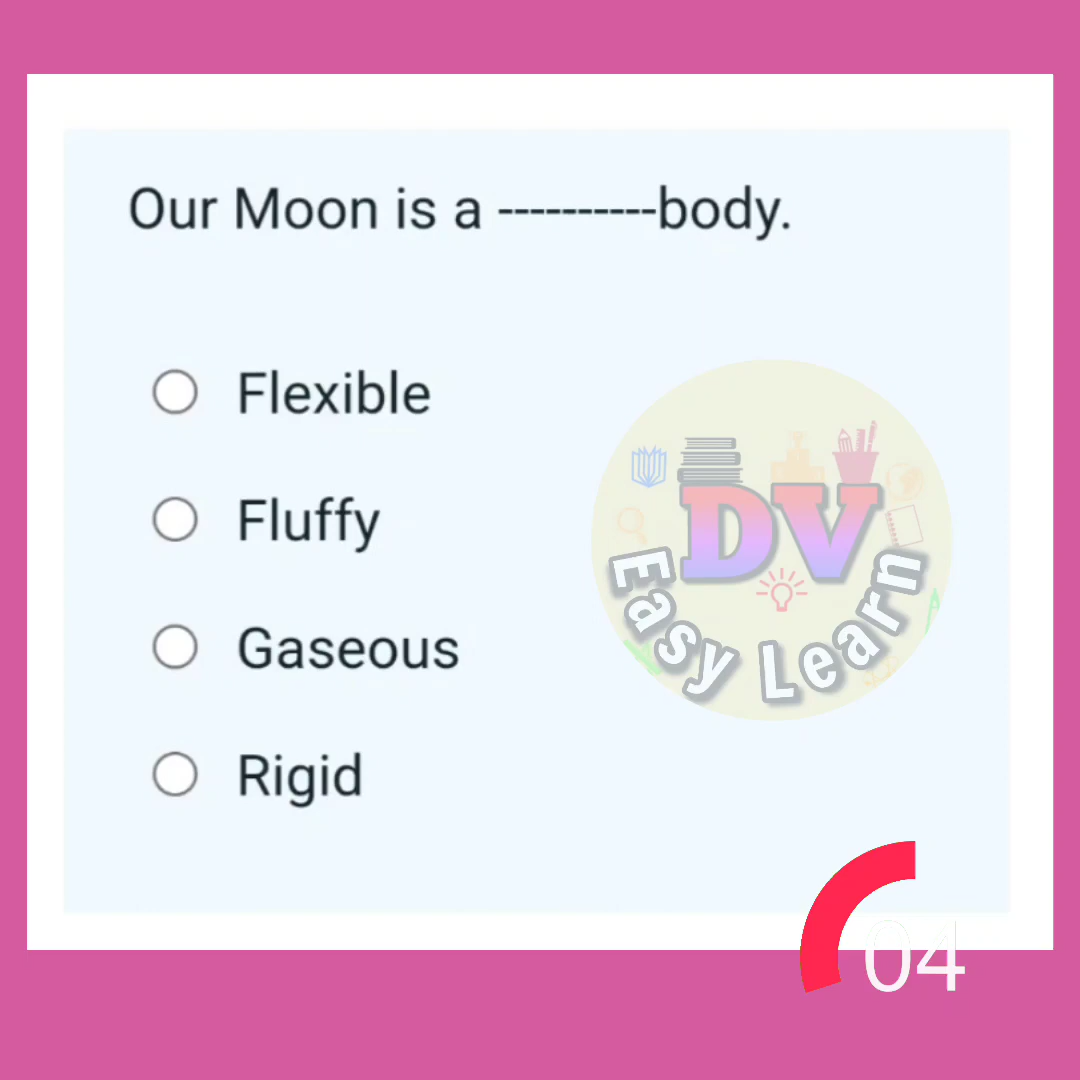 Our Moon is a ----------body.
Flexible
Fluffy
Gaseous
Rigid
DV
Easy Learn
04